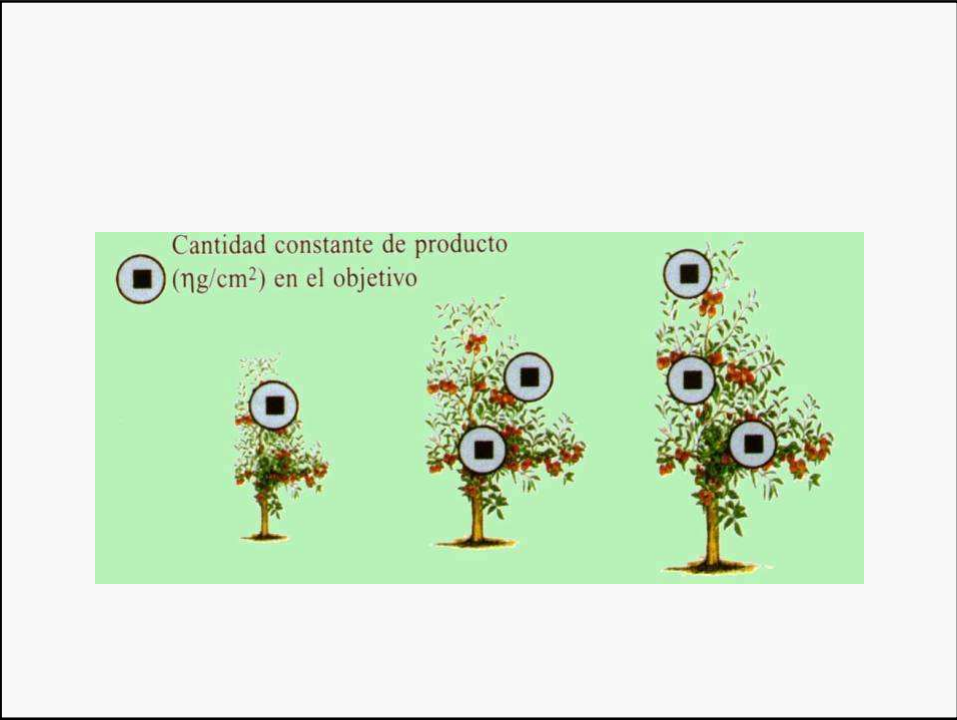 Cantidad constante de producto
(ηg/cm²) en el objetivo